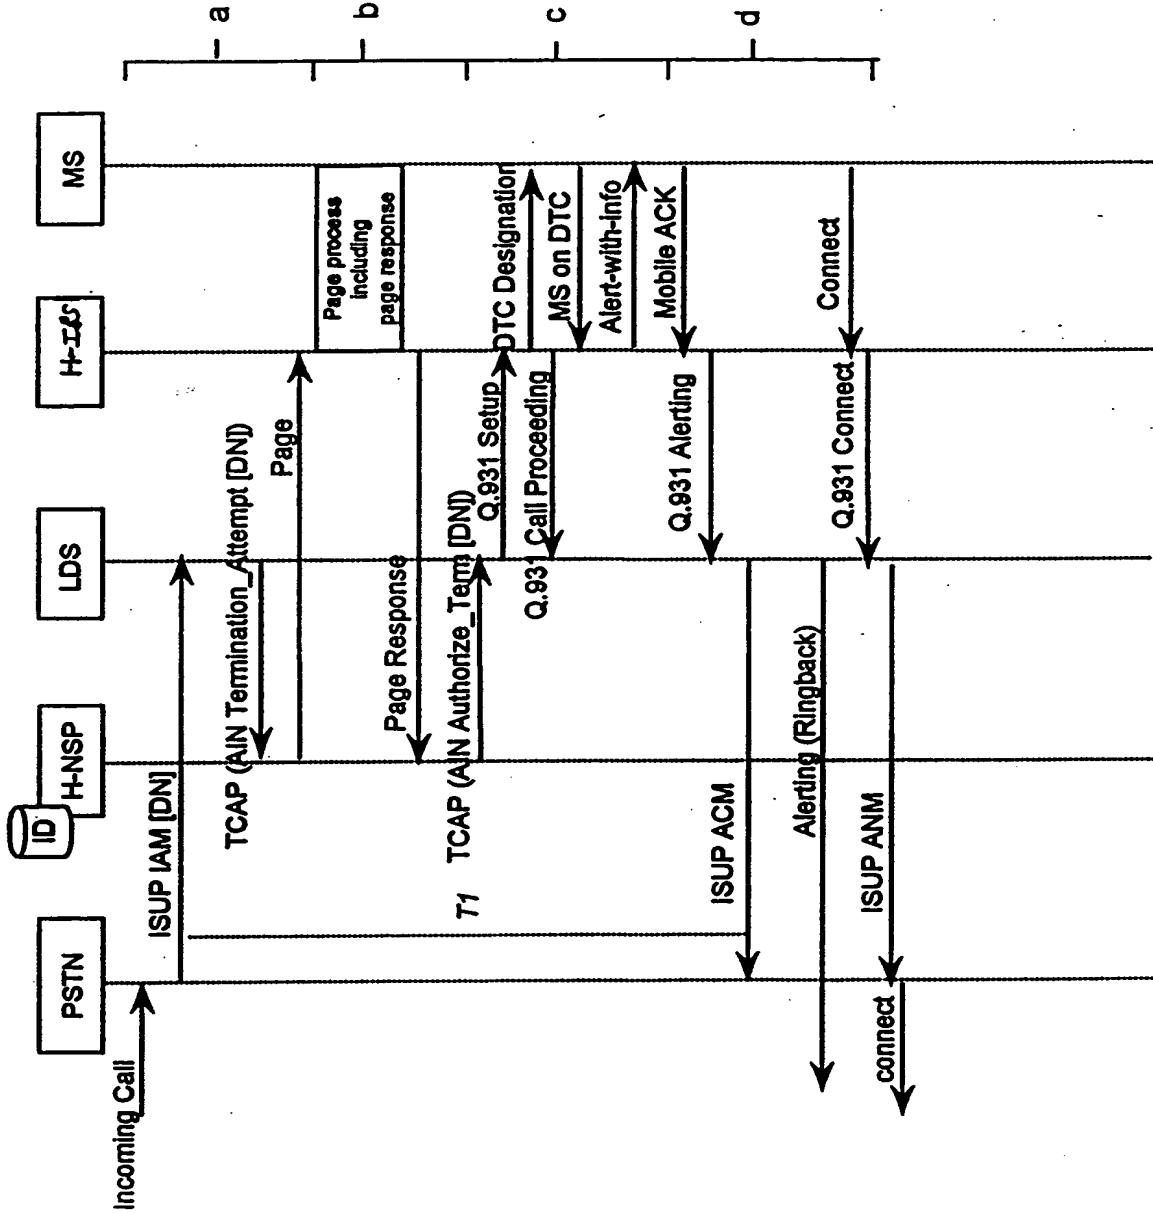 PSTN
ID
H-NSP
LDS
H-IBS
MS
Incoming Call
ISUP IAM [DN]
TCAP (AIN Termination_Attempt [DN])
Page
Page process
including
page response
Page Response
T1
TCAP (AIN Authorize_Term [DN])
Q.931 Setup
DTC Designation
Q.931 Call Proceeding
MS on DTC
Alert-with-info
Mobile ACK
Q.931 Alerting
ISUP ACM
Alerting (Ringback)
Connect
Q.931 Connect
ISUP ANM
connect
a
b
c
d